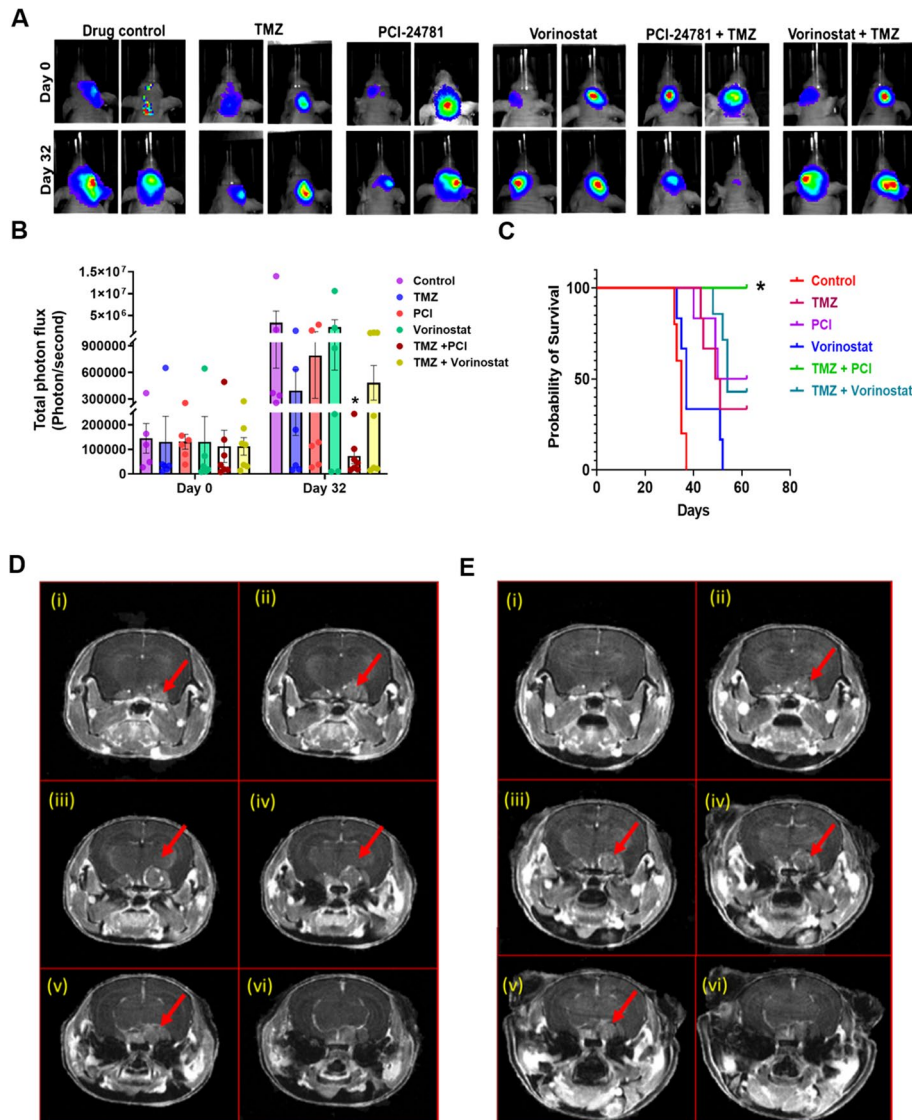 A
Drug control TMZ PCI-24781 Vorinostat PCI-24781 + TMZ Vorinostat + TMZ
Day 0
Day 32
B
Total photon flux
(Photon/second)
1.5×10⁷
1×10⁷
5×10⁶
900000
600000
300000
100000
50000
0
Day 0 Day 32
*
Control
TMZ
PCI
Vorinostat
TMZ +PCI
TMZ + Vorinostat
C
Probability of Survival
100
50
0
0 20 40 60 80
Days
*
Control
TMZ
PCI
Vorinostat
TMZ + PCI
TMZ + Vorinostat
D
(i) (ii)
(iii) (iv)
(v) (vi)
E
(i) (ii)
(iii) (iv)
(v) (vi)